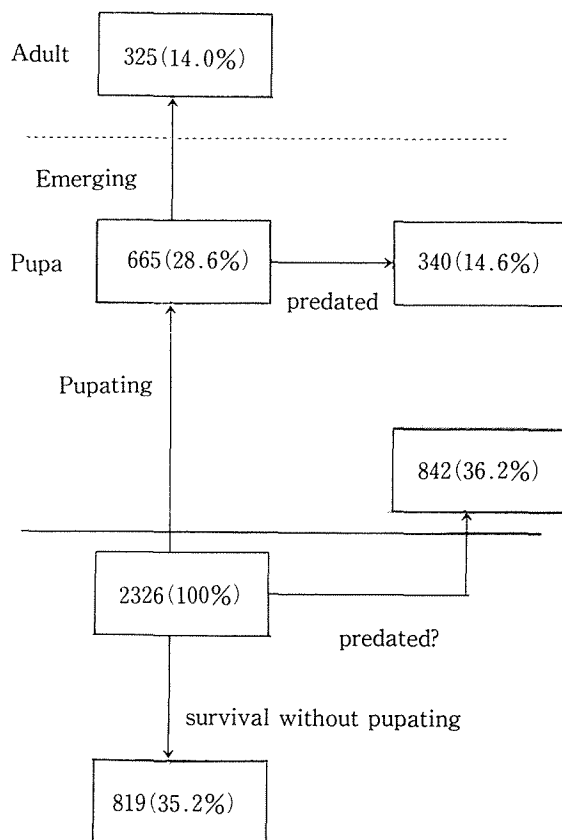 Adult 325(14.0%)
Emerging
Pupa 665(28.6%) 340(14.6%)
predated
Pupating
842(36.2%)
2326(100%)
predated?
survival without pupating
819(35.2%)